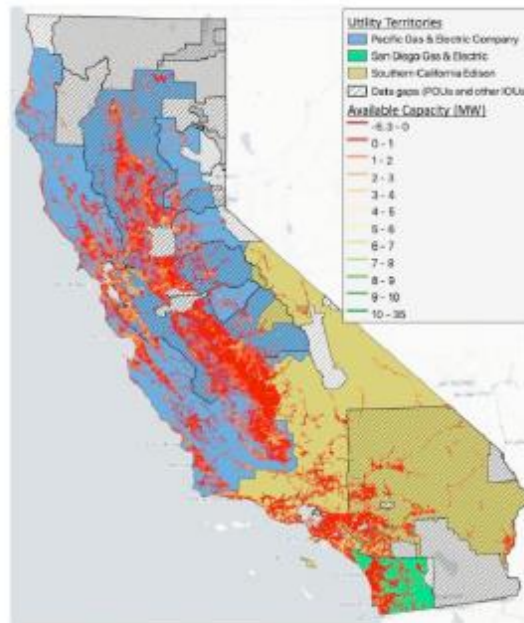 Utility Territories
Pacific Gas & Electric Company
San Diego Gas & Electric
Southern California Edison
Data gaps (POUs and other IOUs
Available Capacity (MW)
-6.3 - 0
0 - 1
1 - 2
2 - 3
3 - 4
4 - 5
5 - 6
6 - 7
7 - 8
8 - 9
9 - 10
10 - 35